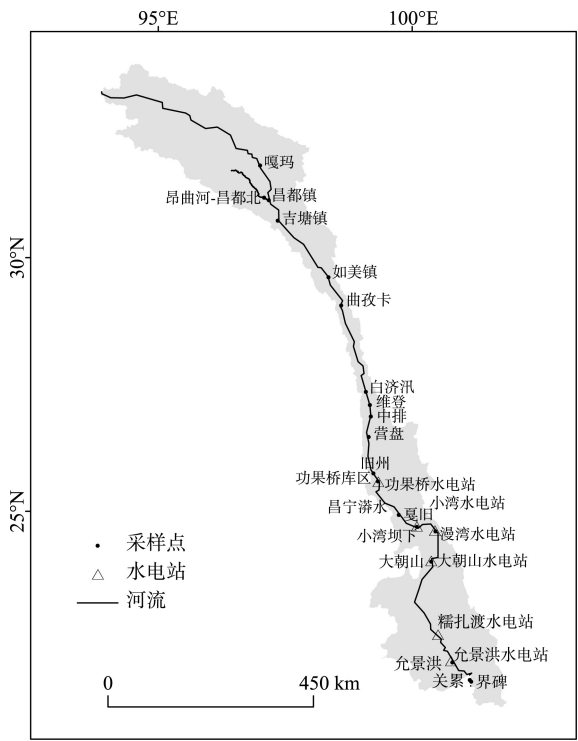 95°E
100°E
嘎玛
昂曲河-昌都北
昌都镇
吉塘镇
30°N
如美镇
曲孜卡
白济汛
维登
中排
营盘
旧州
功果桥库区
功果桥水电站
小湾水电站
昌宁漭水
戛旧
25°N
小湾坝下
漫湾水电站
采样点
大朝山
大朝山水电站
水电站
河流
糯扎渡水电站
允景洪
允景洪水电站
关累
界碑
0
450 km